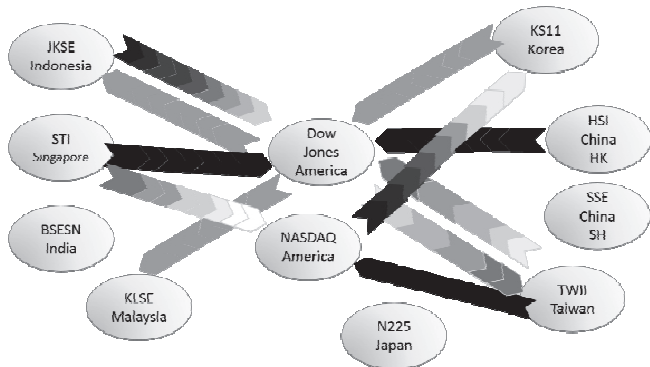 KS11
Korea
JKSE
Indonesia
HSI
China
HK
Dow
Jones
America
STI
Singapore
SSE
China
SH
BSESN
India
NASDAQ
America
TWII
Taiwan
KLSE
Malaysia
N225
Japan